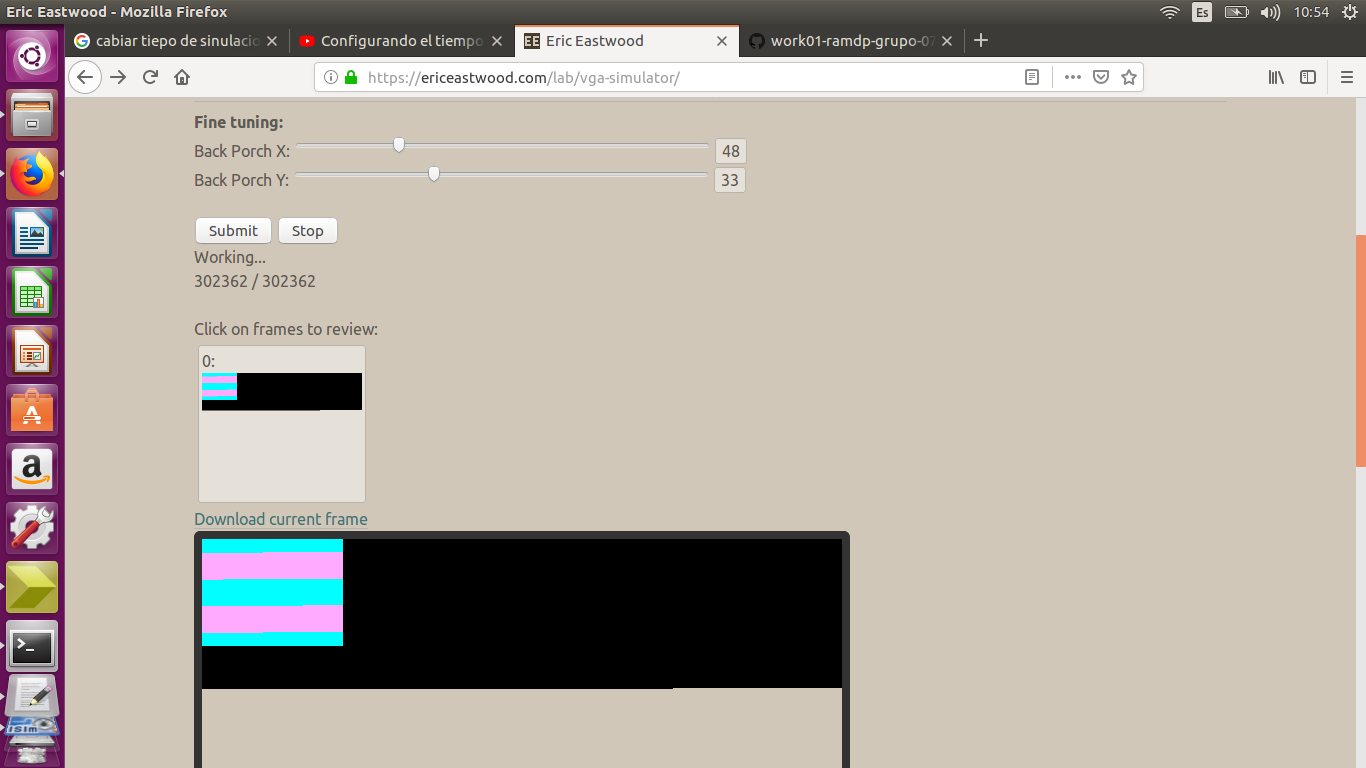 Eric Eastwood - Mozilla Firefox
Es
10:54
cabiar tiepo de sinulacio
Configurando el tiempo
EE Eric Eastwood
work01-ramdp-grupo-07
https://ericeastwood.com/lab/vga-simulator/
Fine tuning:
Back Porch X: 48
Back Porch Y: 33
Submit Stop
Working...
302362 / 302362
Click on frames to review:
0:
Download current frame
ISIM